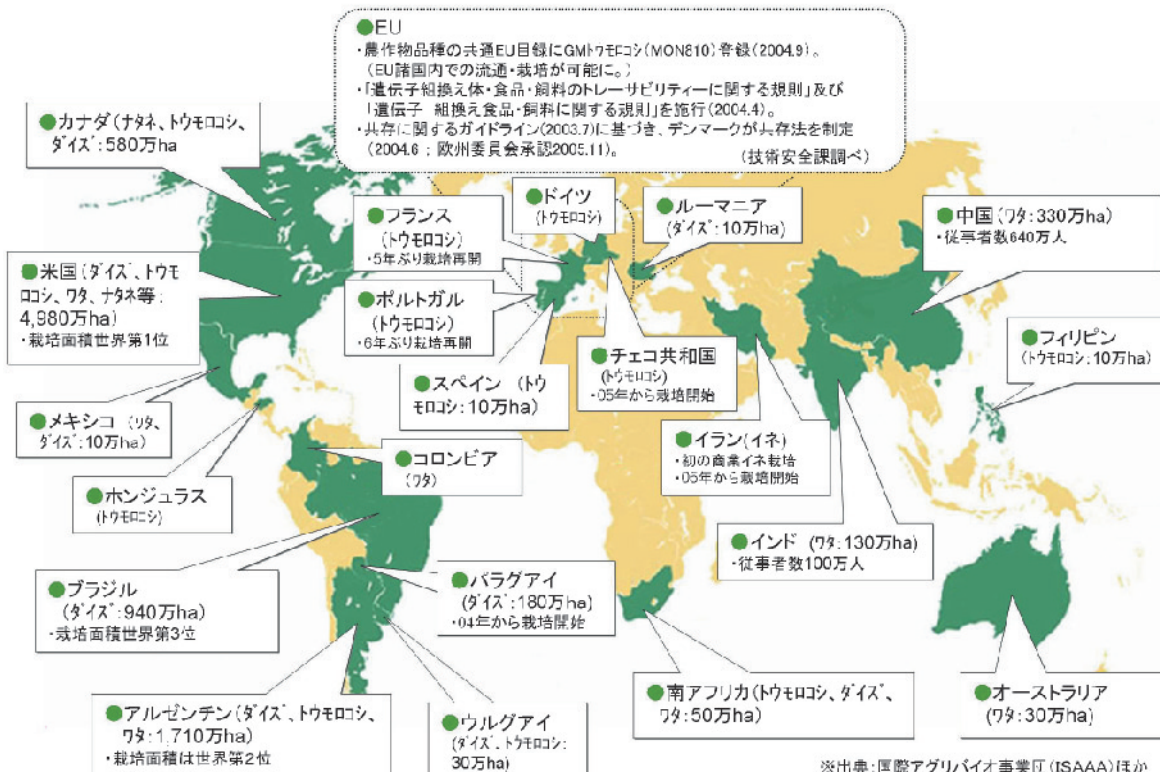 ●EU
・農作物品種の共通EU目録にGMﾄｳﾓﾛｺｼ(MON810)登録(2004.9)。
(EU諸国内での流通・栽培が可能に。)
・「遺伝子組換え体・食品・飼料のトレーサビリティーに関する規則」及び
「遺伝子 組換え食品・飼料に関する規則」を施行(2004.4)。
・共存に関するガイドライン(2003.7)に基づき、デンマークが共存法を制定
(2004.6 ; 欧州委員会承認2005.11)。
(技術安全課調べ)
●カナダ(ナタネ、トウモロコシ、
ダイズ:580万ha
●ドイツ
(トウモロコシ)
●フランス
(トウモロコシ)
・5年ぶり栽培再開
●ルーマニア
(ダイズ:10万ha)
●中国(ワタ:330万ha)
・従事者数640万人
●米国(ダイズ、トウモ
ロコシ、ワタ、ナタネ等:
4,980万ha)
・栽培面積世界第1位
●ポルトガル
(トウモロコシ)
・6年ぶり栽培再開
●フィリピン
(トウモロコシ:10万ha)
●チェコ共和国
(トウモロコシ)
・05年から栽培開始
●スペイン (トウ
モロコシ:10万ha)
●メキシコ (ワタ、
ダイズ:10万ha)
●コロンビア
(ワタ)
●イラン(イネ)
・初の商業イネ栽培
・05年から栽培開始
●ホンジュラス
(トウモロコシ)
●インド (ワタ:130万ha)
・従事者数100万人
●ブラジル
(ダイズ:940万ha)
・栽培面積世界第3位
●パラグアイ
(ダイズ:180万ha)
・04年から栽培開始
●アルゼンチン(ダイズ、トウモロコシ、
ワタ:1,710万ha)
・栽培面積は世界第2位
●ウルグアイ
(ダイズ、トウモロコシ:
30万ha)
●南アフリカ(トウモロコシ、ダイズ、
ワタ:50万ha)
●オーストラリア
(ワタ:30万ha)
※出典:国際アグリバイオ事業団(ISAAA)ほか